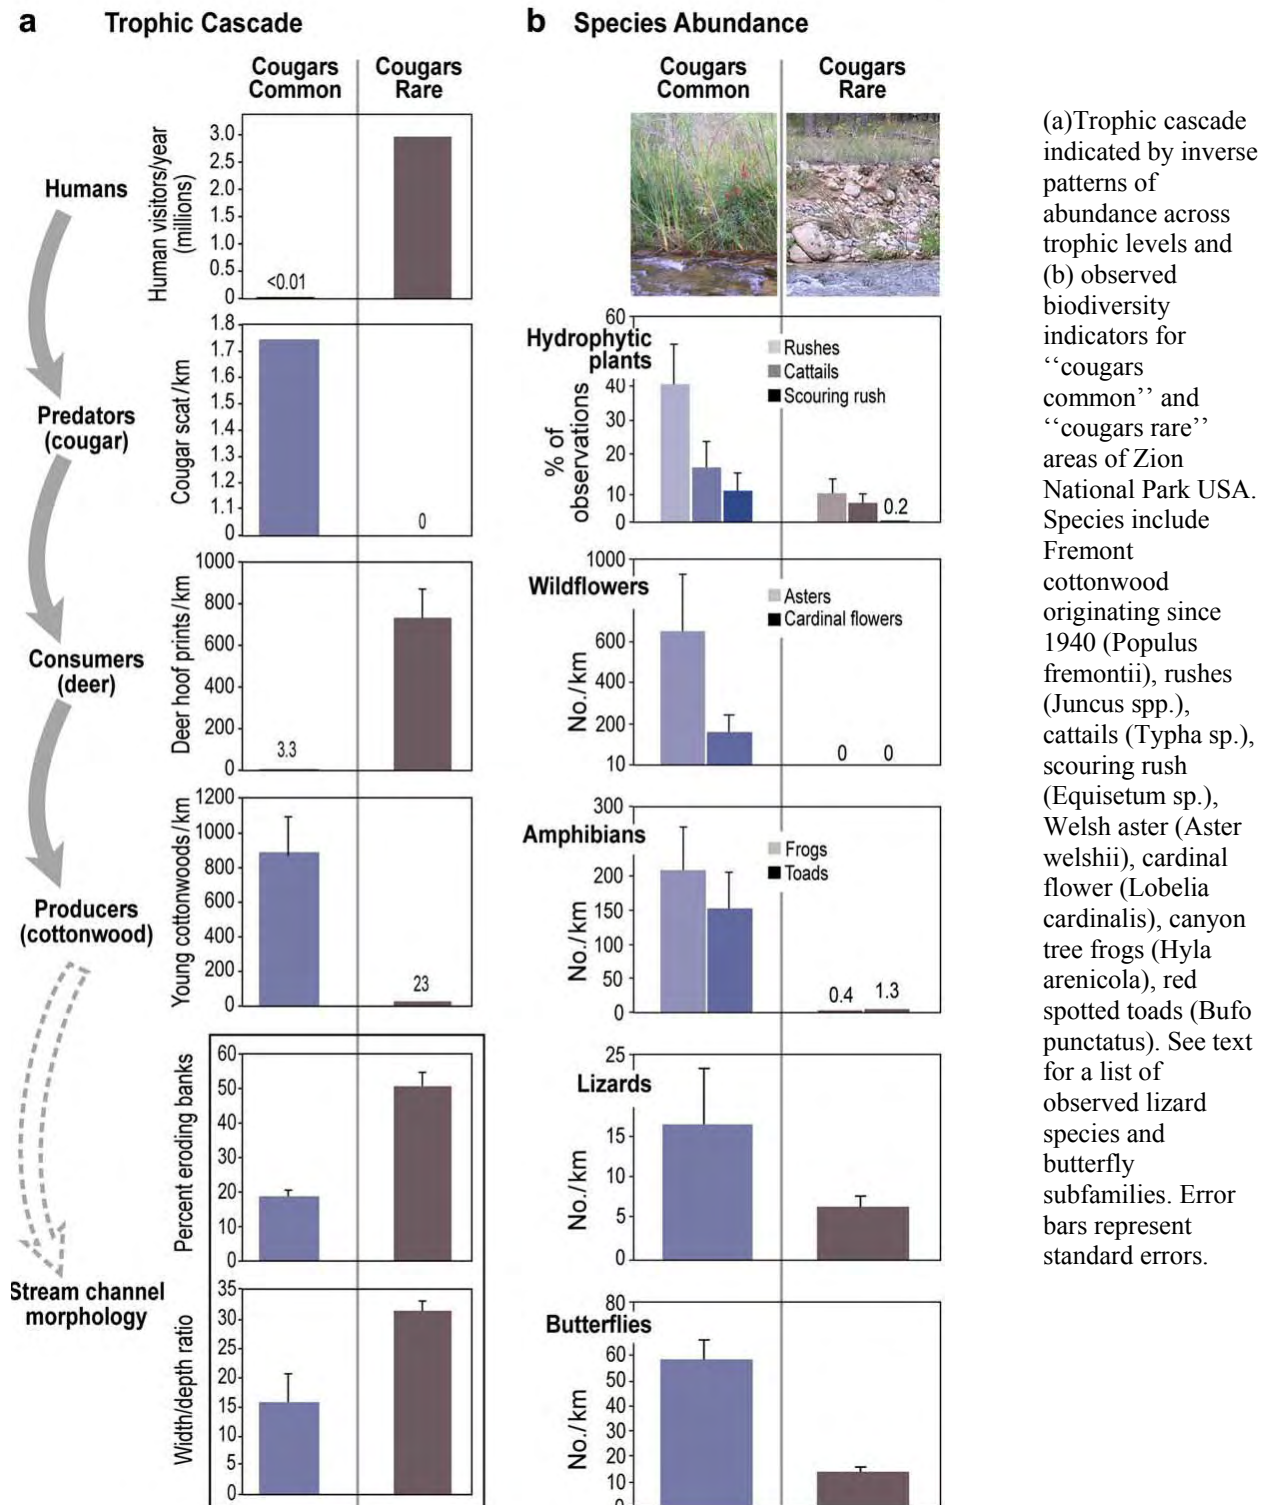 a Trophic Cascade
Cougars
Common
Cougars
Rare
Humans
Human visitors/year
(millions)
3.0
2.5
2.0
1.5
1.0
0.5
0
<0.01
Predators
(cougar)
Cougar scat/km
1.8
1.7
1.6
1.5
1.4
1.3
1.2
1.1
0
0
Consumers
(deer)
Deer hoof prints/km
1000
800
600
400
200
0
3.3
Producers
(cottonwood)
Young cottonwoods/km
1200
1000
800
600
400
200
0
23
Stream channel
morphology
Percent eroding banks
60
50
40
30
20
10
0
Width/depth ratio
35
30
25
20
15
10
5
0
b Species Abundance
Cougars
Common
Cougars
Rare
Hydrophytic
plants
% of
observations
60
40
30
20
10
0
Rushes
Cattails
Scouring rush
0.2
Wildflowers
No./km
1000
600
400
200
10
Asters
Cardinal flowers
0 0
Amphibians
No./km
300
200
150
100
50
0
Frogs
Toads
0.4 1.3
Lizards
No./km
25
15
10
5
0
Butterflies
No./km
80
60
50
40
30
20
10
0
(a)Trophic cascade
indicated by inverse
patterns of
abundance across
trophic levels and
(b) observed
biodiversity
indicators for
‘‘cougars
common’’ and
‘‘cougars rare’’
areas of Zion
National Park USA.
Species include
Fremont
cottonwood
originating since
1940 (Populus
fremontii), rushes
(Juncus spp.),
cattails (Typha sp.),
scouring rush
(Equisetum sp.),
Welsh aster (Aster
welshii), cardinal
flower (Lobelia
cardinalis), canyon
tree frogs (Hyla
arenicola), red
spotted toads (Bufo
punctatus). See text
for a list of
observed lizard
species and
butterfly
subfamilies. Error
bars represent
standard errors.